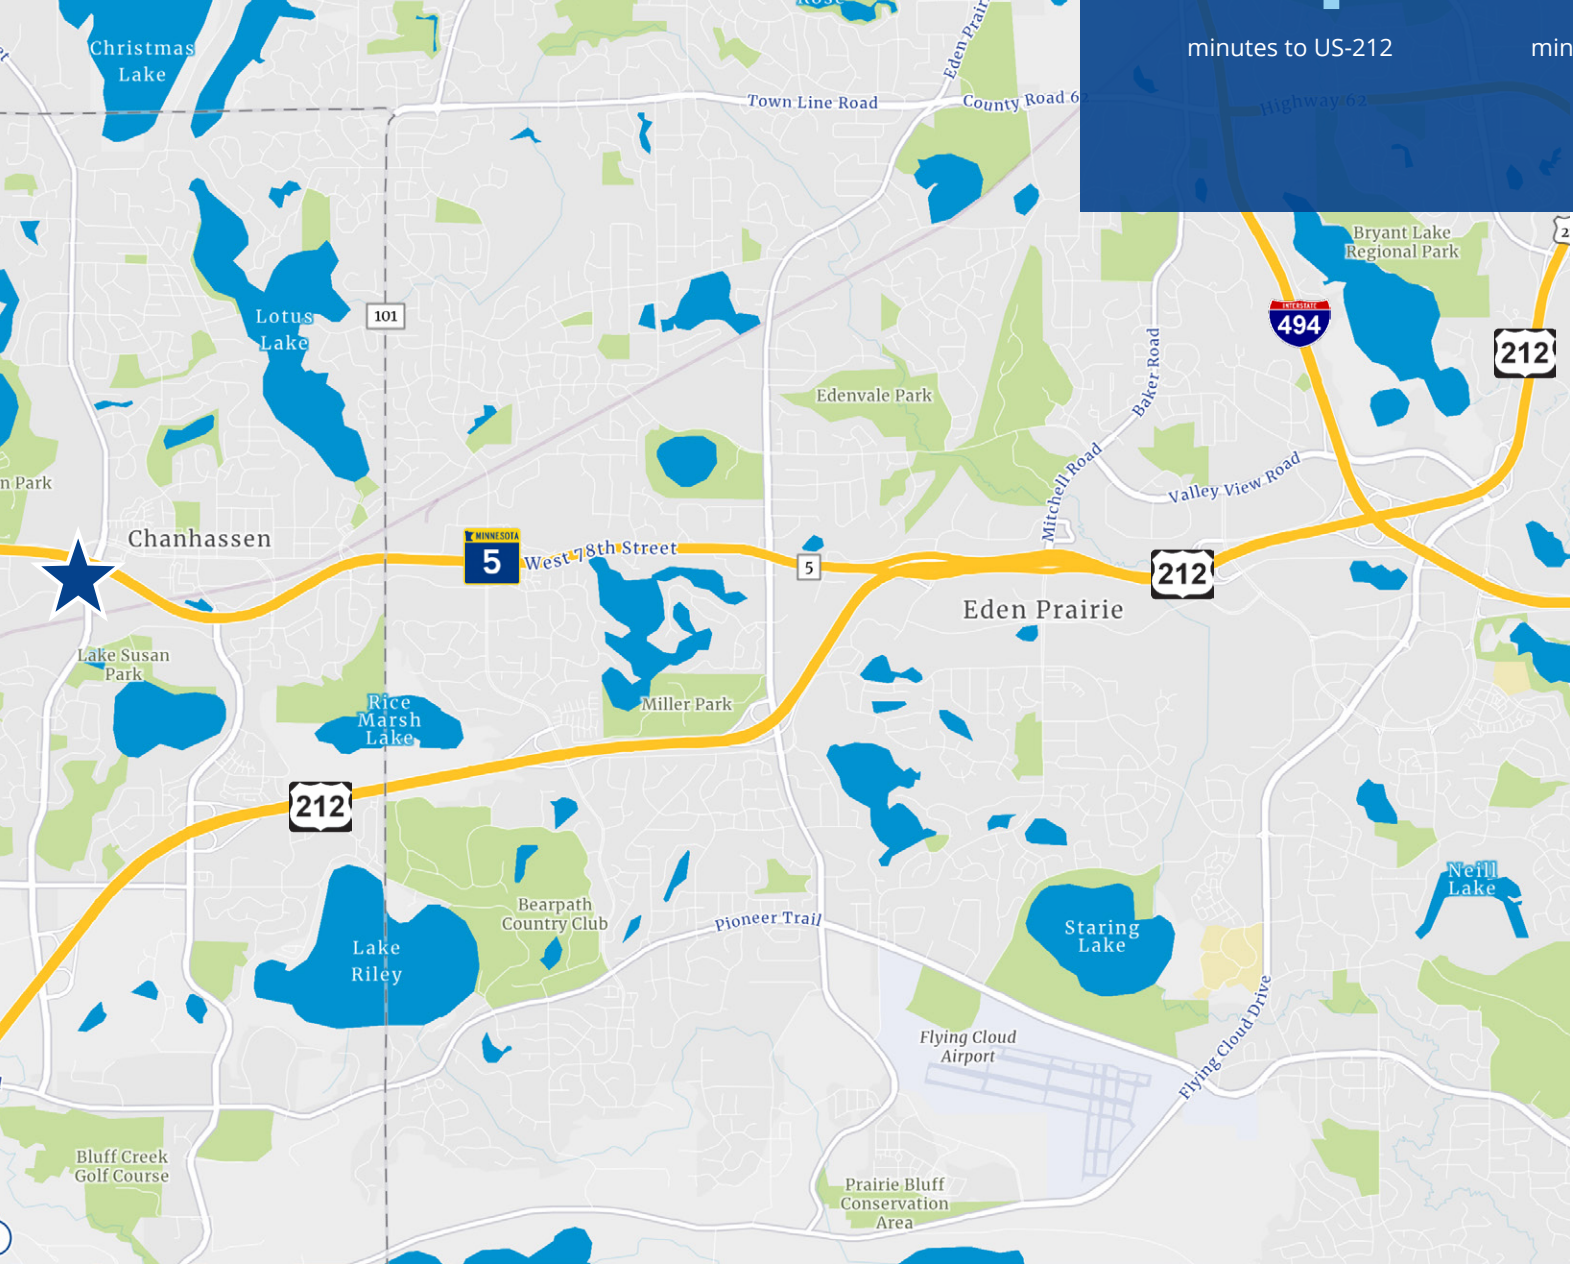 Christmas
Lake
Eden Prair
minutes to US-212
min
Town Line Road
County Road 62
Highway 62
Bryant Lake
Regional Park
2
Lotus
Lake
101
INTERSTATE
494
212
Baker Road
Edenvale Park
Mitchell Road
Valley View Road
n Park
Chanhassen
MINNESOTA
5
West 78th Street
5
212
Eden Prairie
Lake Susan
Park
Rice
Marsh
Lake
Miller Park
212
Neill
Lake
Bearpath
Country Club
Pioneer Trail
Staring
Lake
Lake
Riley
Flying Cloud
Airport
Flying Cloud Drive
Bluff Creek
Golf Course
Prairie Bluff
Conservation
Area